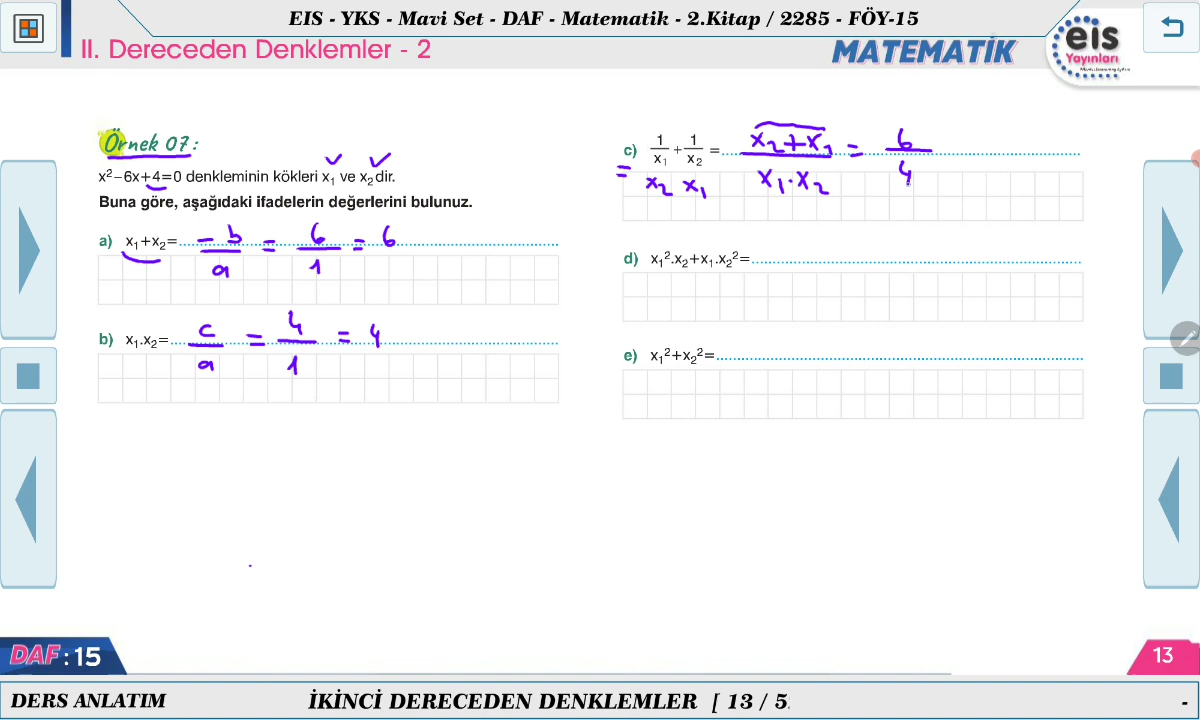 EIS - YKS - Mavi Set - DAF - Matematik - 2.Kitap / 2285 - FÖY-15
II. Dereceden Denklemler - 2
MATEMATİK
eis
Yayınları
Örnek 07:
x²−6x+4=0 denkleminin kökleri x₁ ve x₂ dir.
Buna göre, aşağıdaki ifadelerin değerlerini bulunuz.
a) x₁+x₂= −b/a = 6/1 = 6
b) x₁.x₂= c/a = 4/1 = 4
c) 1/x₁ + 1/x₂ = (x₂+x₁)/(x₁.x₂) = 6/4
= x₂ x₁
d) x₁².x₂+x₁.x₂²=
e) x₁²+x₂²=
DAF : 15
13
DERS ANLATIM
İKİNCİ DERECEDEN DENKLEMLER [ 13 / 5
-